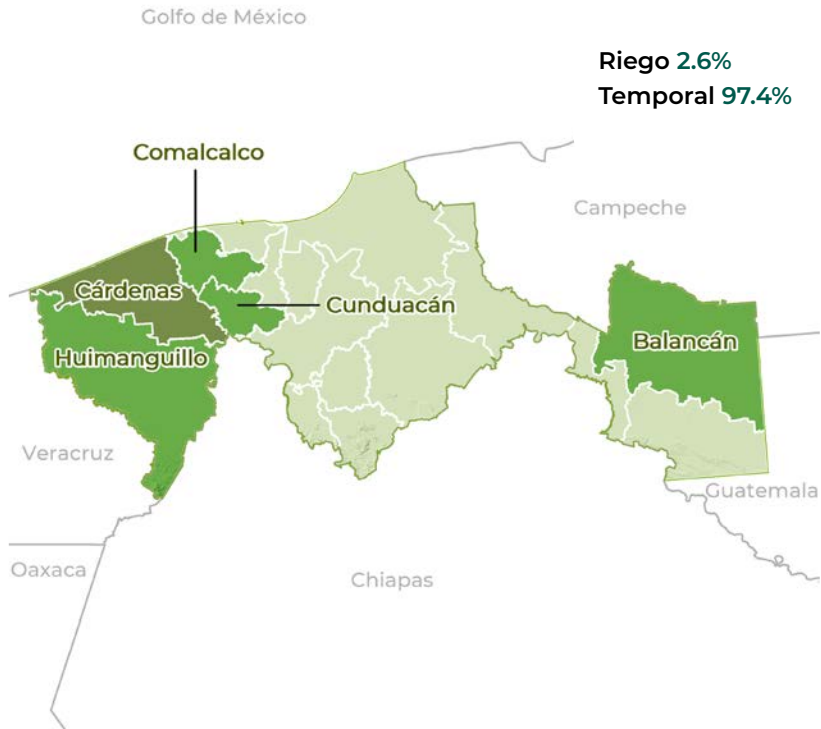 Golfo de México
Riego 2.6%
Temporal 97.4%
Comalcalco
Campeche
Cárdenas
Cunduacán
Balancán
Huimanguillo
Veracruz
Guatemala
Oaxaca
Chiapas